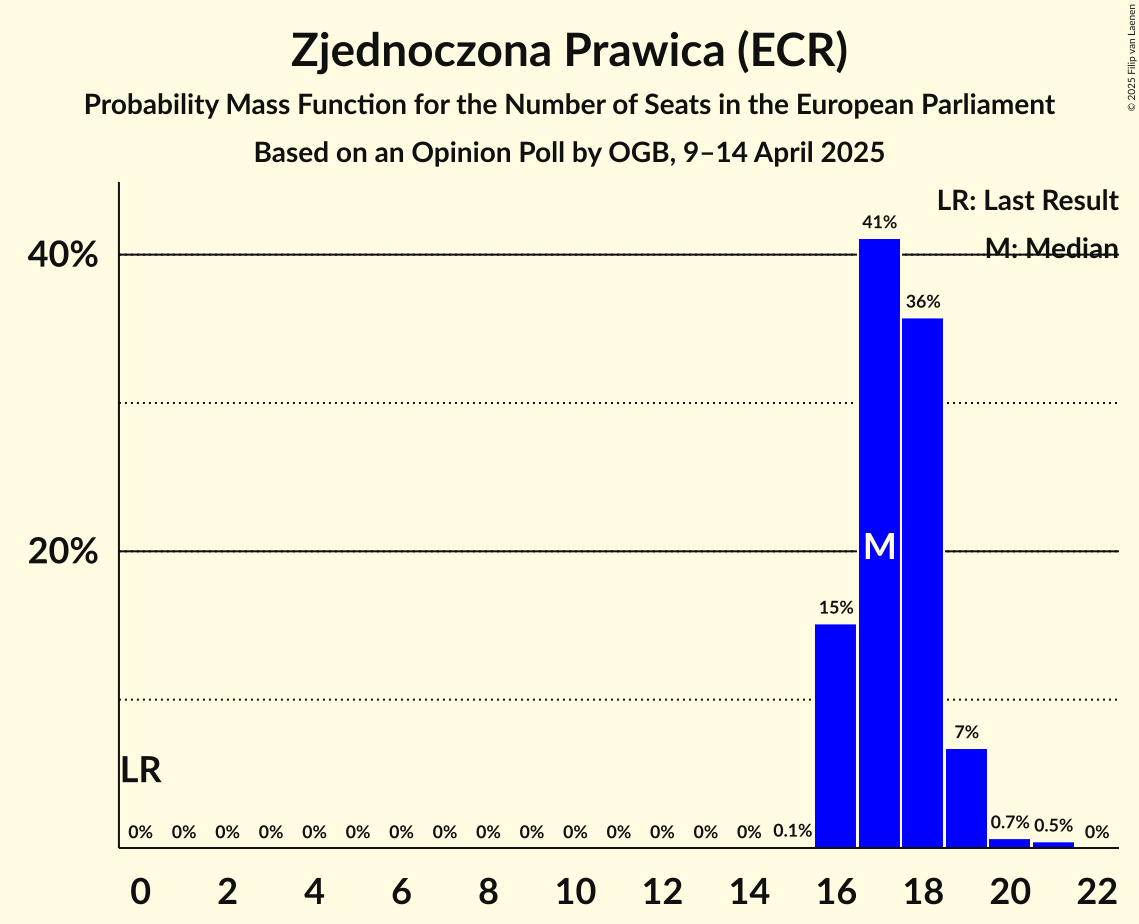 Zjednoczona Prawica (ECR)
Probability Mass Function for the Number of Seats in the European Parliament
Based on an Opinion Poll by OGB, 9–14 April 2025
© 2025 Filip van Laenen
LR: Last Result
M: Median
40%
20%
41%
36%
M
15%
7%
LR
0% 0% 0% 0% 0% 0% 0% 0% 0% 0% 0% 0% 0% 0% 0% 0.1% 0.7% 0.5% 0%
0 2 4 6 8 10 12 14 16 18 20 22